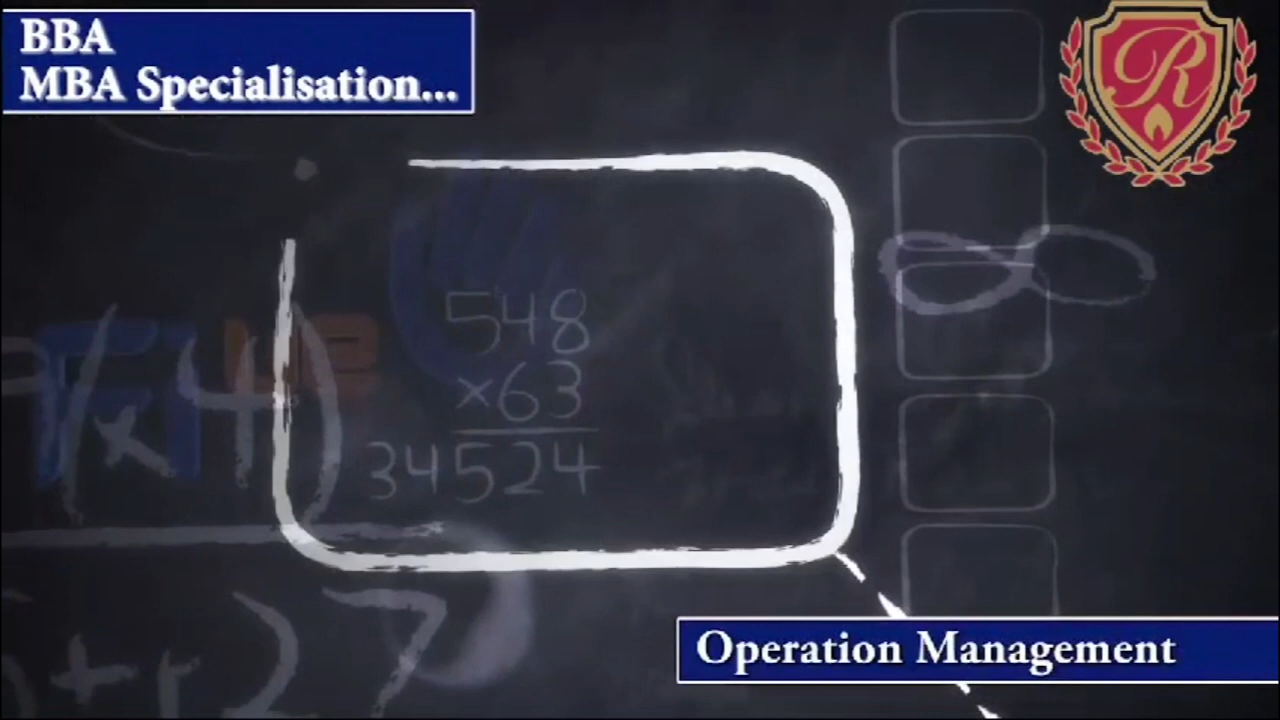 BBA
MBA Specialisation...
R
548
×63
34524
Operation Management